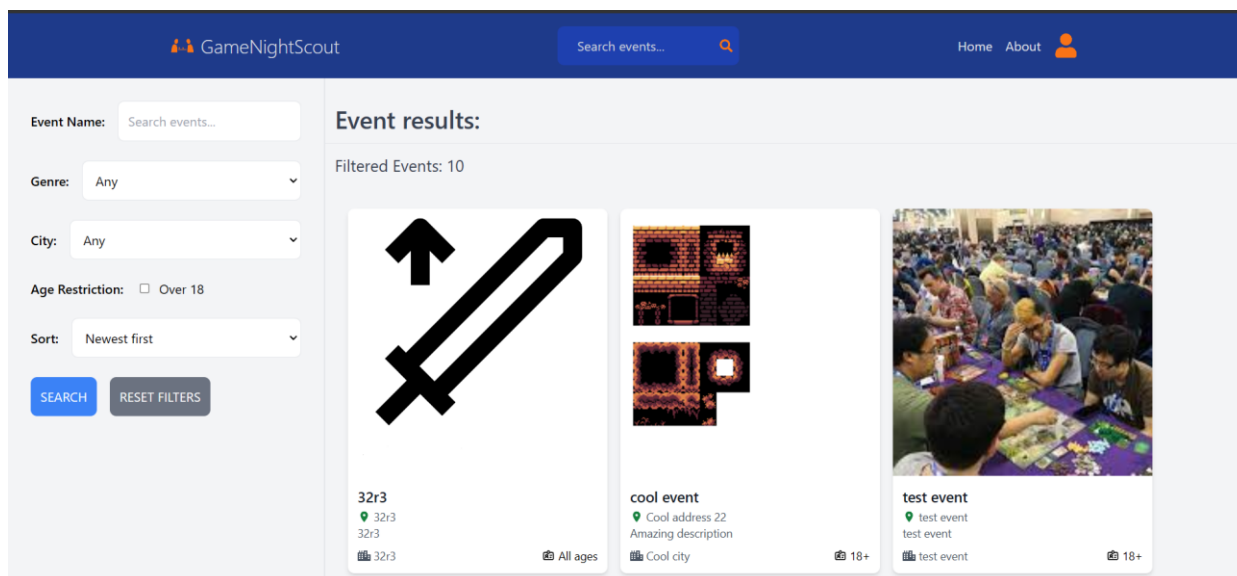 GameNightScout
Search events...
Home About
Event Name: Search events...
Genre: Any
City: Any
Age Restriction: Over 18
Sort: Newest first
SEARCH RESET FILTERS
Event results:
Filtered Events: 10
32r3
32r3
32r3
32r3 All ages
cool event
Cool address 22
Amazing description
Cool city 18+
test event
test event
test event
test event 18+